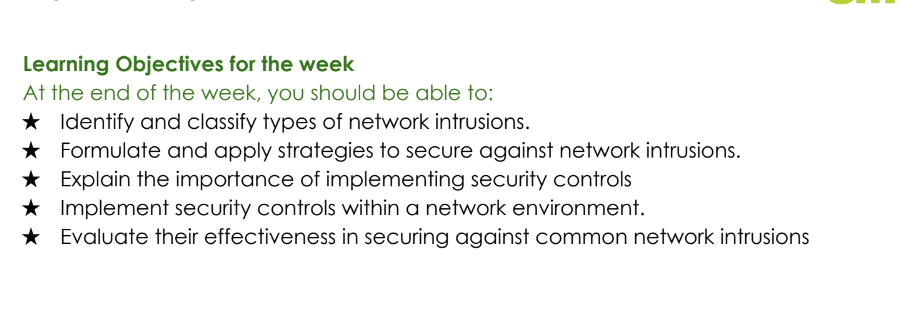 Learning Objectives for the week
At the end of the week, you should be able to:
★ Identify and classify types of network intrusions.
★ Formulate and apply strategies to secure against network intrusions.
★ Explain the importance of implementing security controls
★ Implement security controls within a network environment.
★ Evaluate their effectiveness in securing against common network intrusions